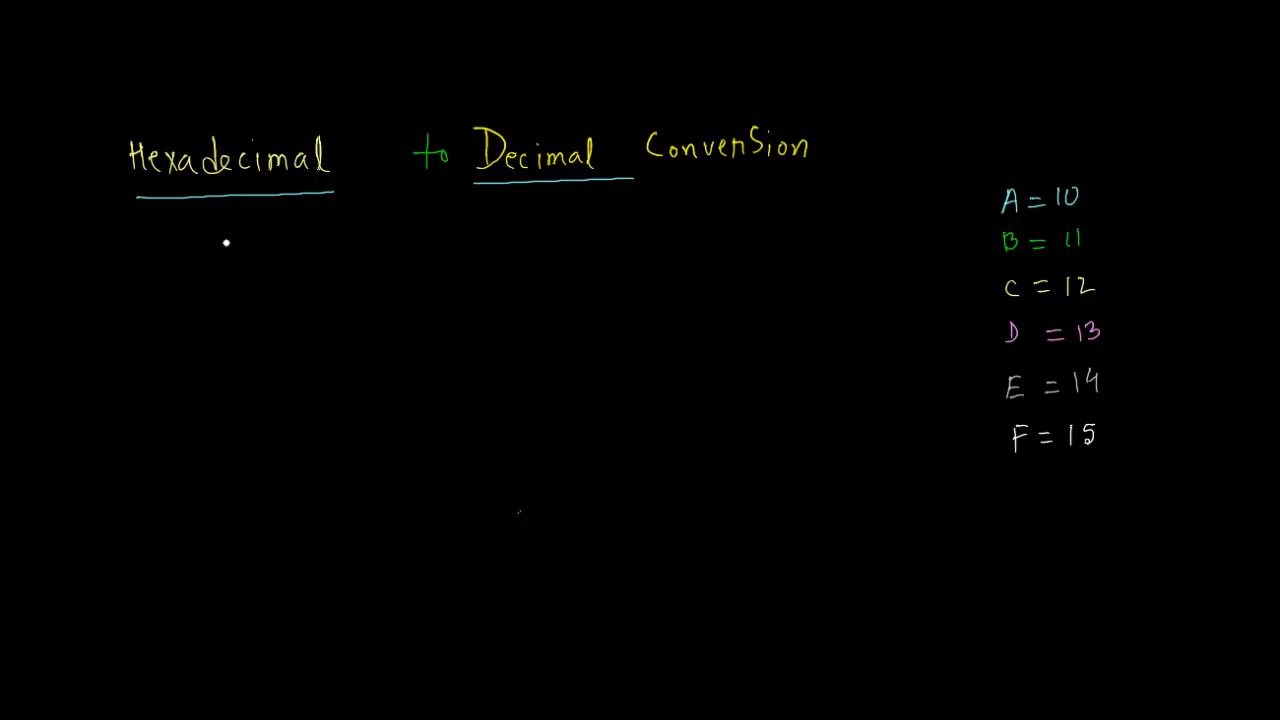 Hexadecimal to Decimal Conversion
A = 10
B = 11
C = 12
D = 13
E = 14
F = 15